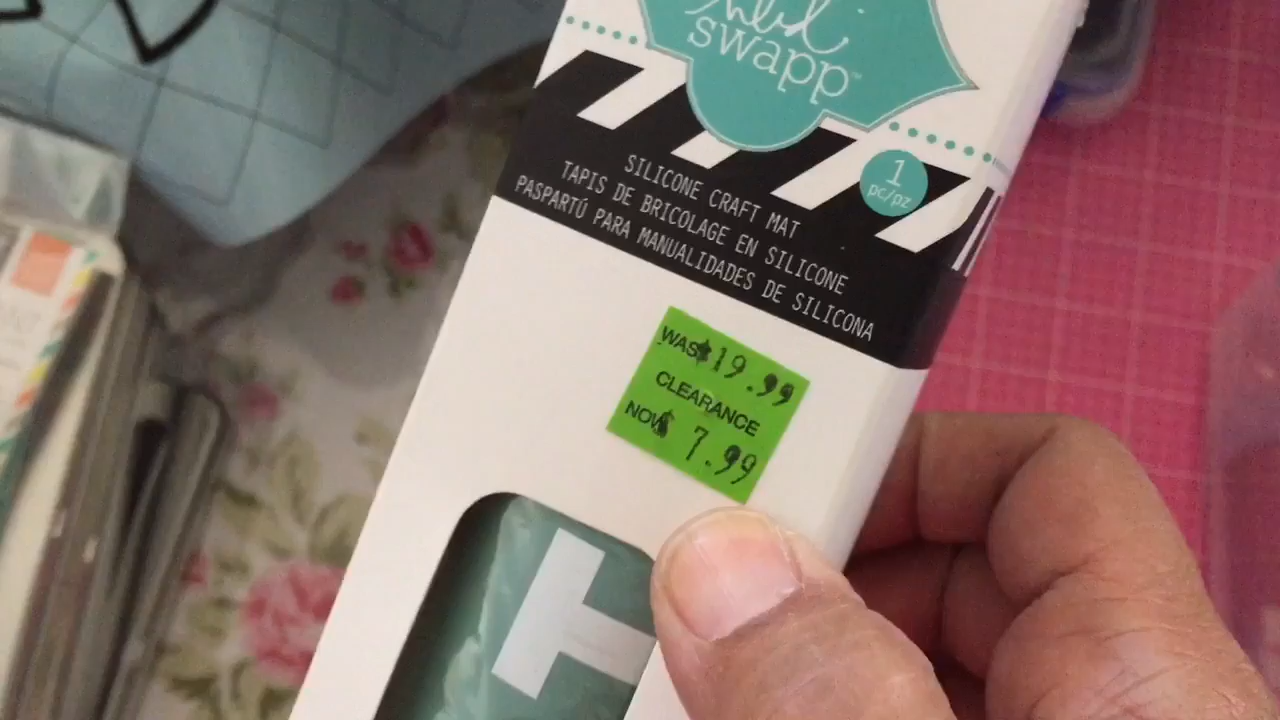 swapp™
SILICONE CRAFT MAT
TAPIS DE BRICOLAGE EN SILICONE
PASPARTÚ PARA MANUALIDADES DE SILICONA
1
pc/pz
WAS $19.99
CLEARANCE
NOW $ 7.99